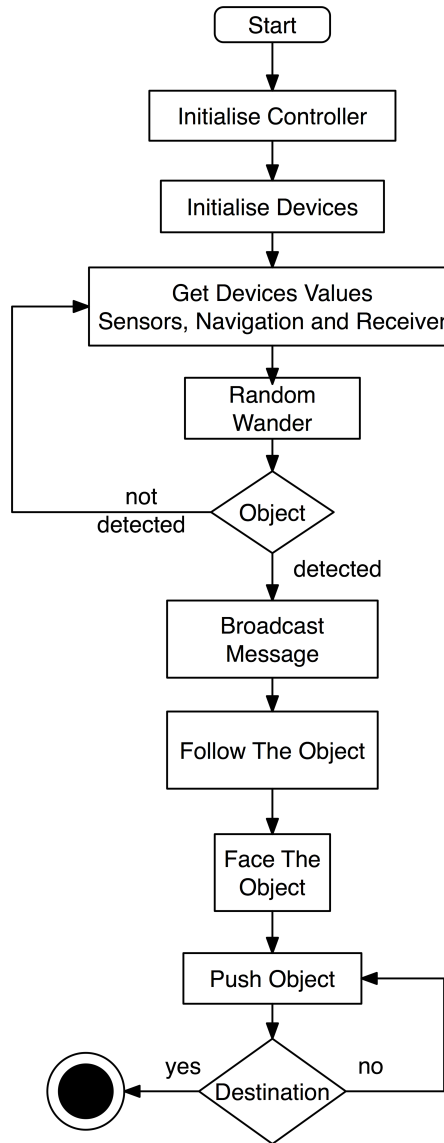 Start
Initialise Controller
Initialise Devices
Get Devices Values
Sensors, Navigation and Receiver
Random
Wander
Object
not
detected
detected
Broadcast
Message
Follow The Object
Face The
Object
Push Object
Destination
yes
no